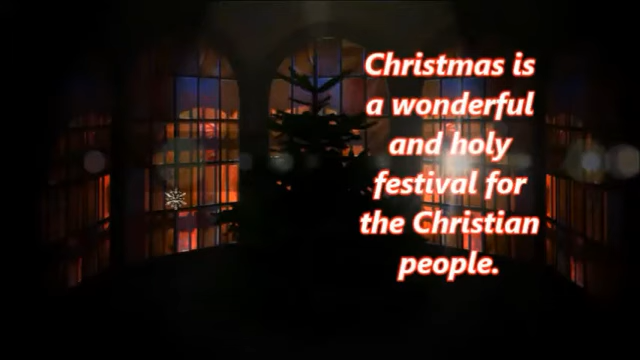 Christmas is
a wonderful
and holy
festival for
the Christian
people.